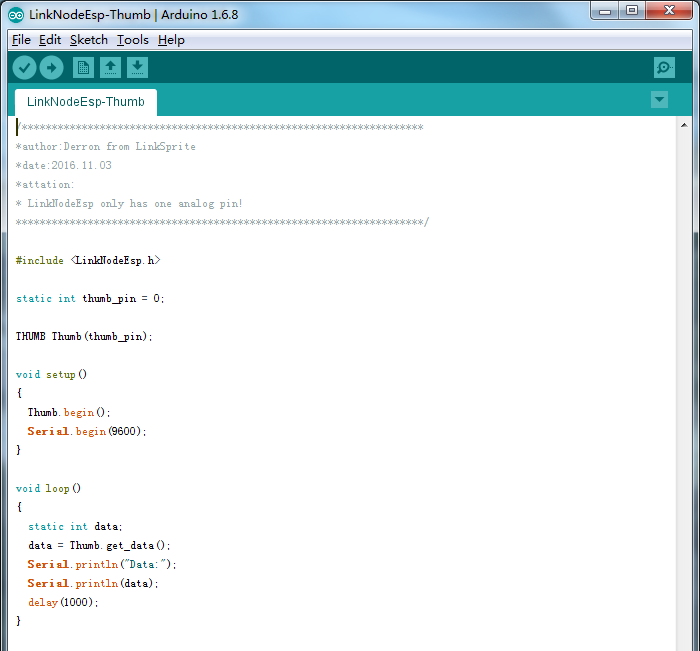 LinkNodeEsp-Thumb | Arduino 1.6.8
File Edit Sketch Tools Help
LinkNodeEsp-Thumb
/*******************************************************************
*author:Derron from LinkSprite
*date:2016.11.03
*attation:
* LinkNodeEsp only has one analog pin!
********************************************************************/
#include <LinkNodeEsp.h>
static int thumb_pin = 0;
THUMB Thumb(thumb_pin);
void setup()
{
Thumb.begin();
Serial.begin(9600);
}
void loop()
{
static int data;
data = Thumb.get_data();
Serial.println("Data:");
Serial.println(data);
delay(1000);
}